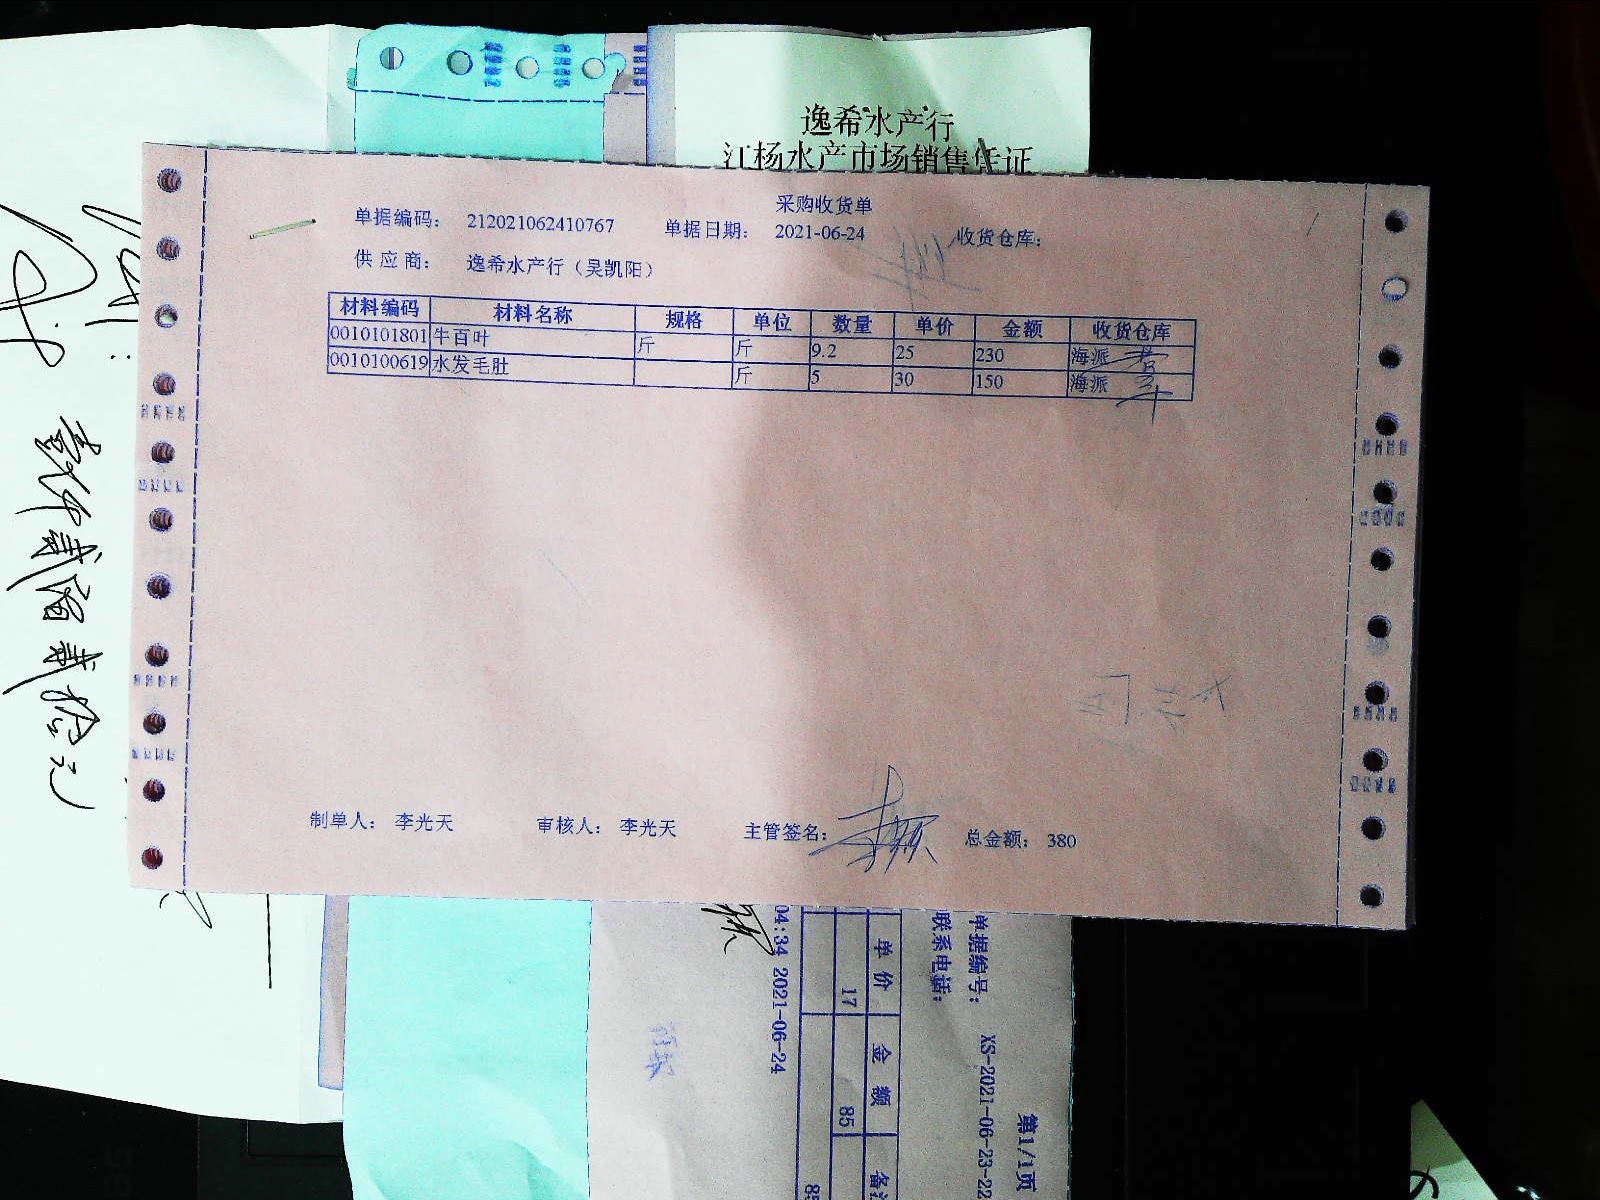 逸希水产行
江杨水产市场销售凭证
采购收货单
单据编码： 212021062410767 单据日期： 2021-06-24 收货仓库：
供应商： 逸希水产行（吴凯阳）
材料编码 材料名称 规格 单位 数量 单价 金额 收货仓库
0010101801 牛百叶 斤 斤 9.2 25 230 海派
0010100619 水发毛肚 斤 5 30 150 海派
制单人： 李光天 审核人： 李光天 主管签名： 总金额： 380
第1/1页
单据编号： XS-2021-06-23-22
联系电话：
单价 金额 备注
17 85
85
04:34 2021-06-24